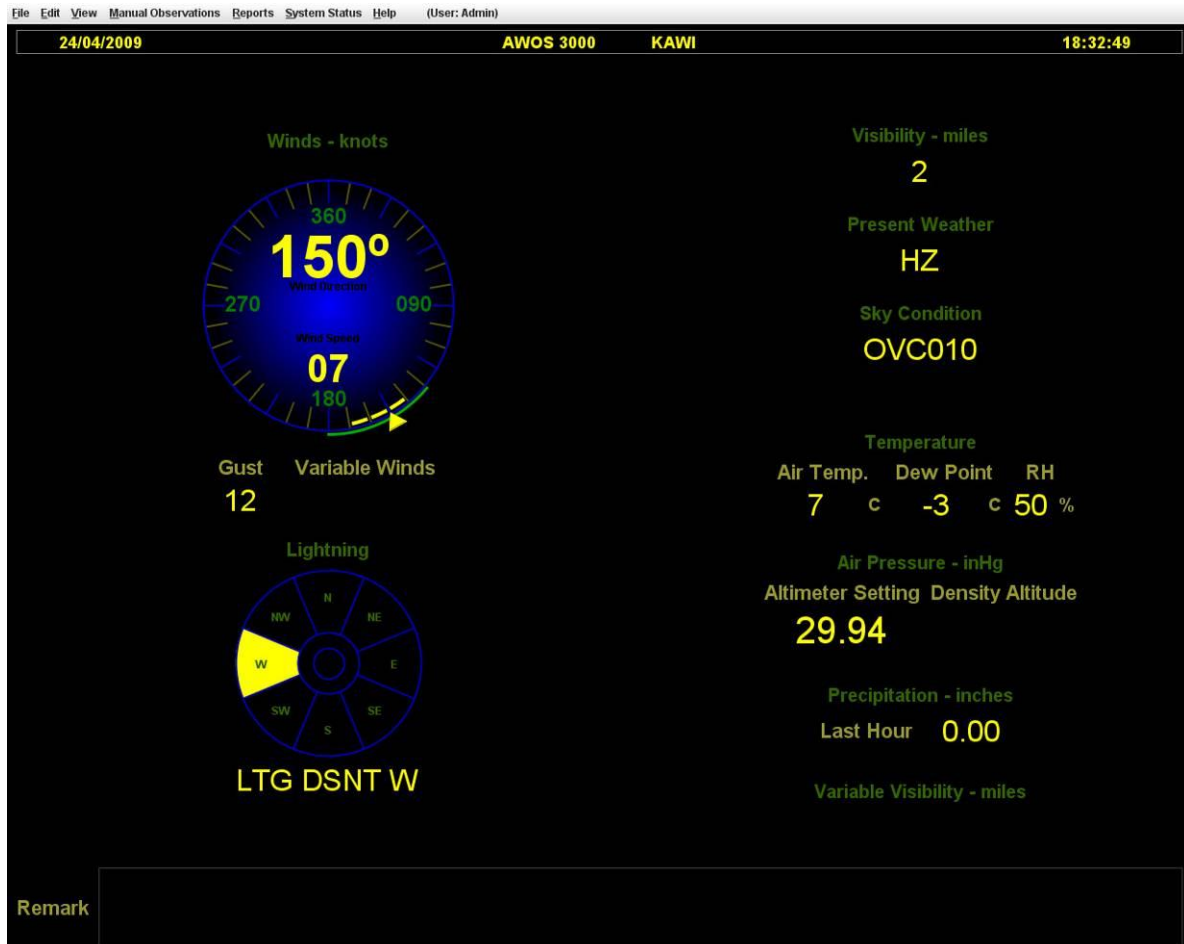 File Edit View Manual Observations Reports System Status Help (User: Admin)
24/04/2009 AWOS 3000 KAWI 18:32:49
Winds - knots
360
150º
Wind Direction
270 090
Wind Speed
07
180
Gust Variable Winds
12
Lightning
N
NW NE
W E
SW SE
S
LTG DSNT W
Visibility - miles
2
Present Weather
HZ
Sky Condition
OVC010
Temperature
Air Temp. Dew Point RH
7 C -3 C 50 %
Air Pressure - inHg
Altimeter Setting Density Altitude
29.94
Precipitation - inches
Last Hour 0.00
Variable Visibility - miles
Remark